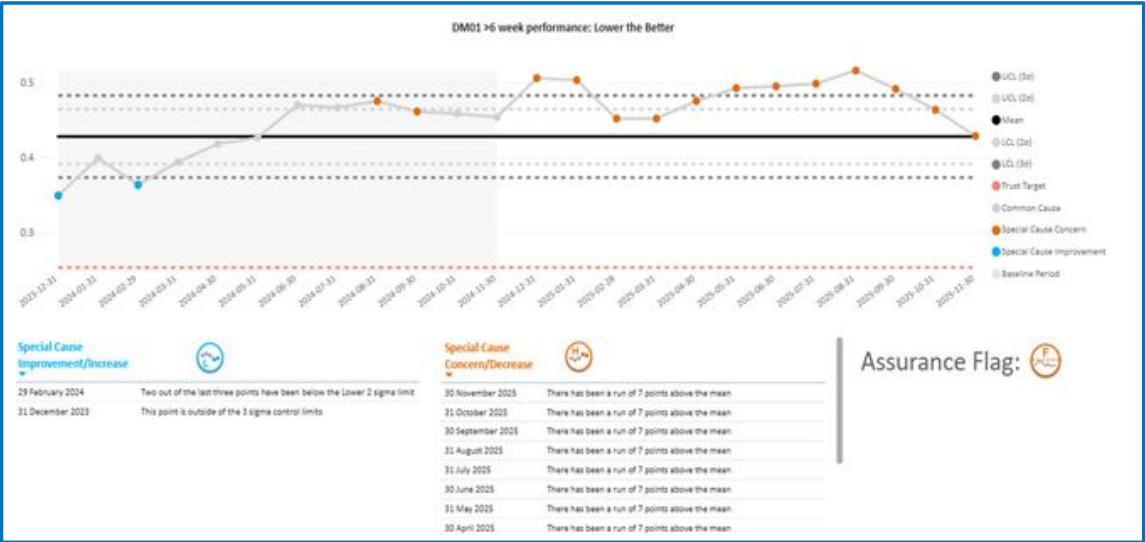 DM01 >6 week performance: Lower the Better
0.5
0.4
0.3
UCL (3σ)
UCL (2σ)
Mean
LCL (2σ)
LCL (3σ)
Trust Target
Common Cause
Special Cause Concern
Special Cause Improvement
Baseline Period
2023-12-31
2024-01-31
2024-02-29
2024-03-31
2024-04-30
2024-05-31
2024-06-30
2024-07-31
2024-08-31
2024-09-30
2024-10-31
2024-11-30
2024-12-31
2025-01-31
2025-02-28
2025-03-31
2025-04-30
2025-05-31
2025-06-30
2025-07-31
2025-08-31
2025-09-30
2025-10-31
2025-11-30
Special Cause
Improvement/Increase
L
29 February 2024 Two out of the last three points have been below the Lower 2 sigma limit
31 December 2023 This point is outside of the 3 sigma control limits
Special Cause
Concern/Decrease
H
30 November 2025 There has been a run of 7 points above the mean
31 October 2025 There has been a run of 7 points above the mean
30 September 2025 There has been a run of 7 points above the mean
31 August 2025 There has been a run of 7 points above the mean
31 July 2025 There has been a run of 7 points above the mean
30 June 2025 There has been a run of 7 points above the mean
31 May 2025 There has been a run of 7 points above the mean
30 April 2025 There has been a run of 7 points above the mean
Assurance Flag: F